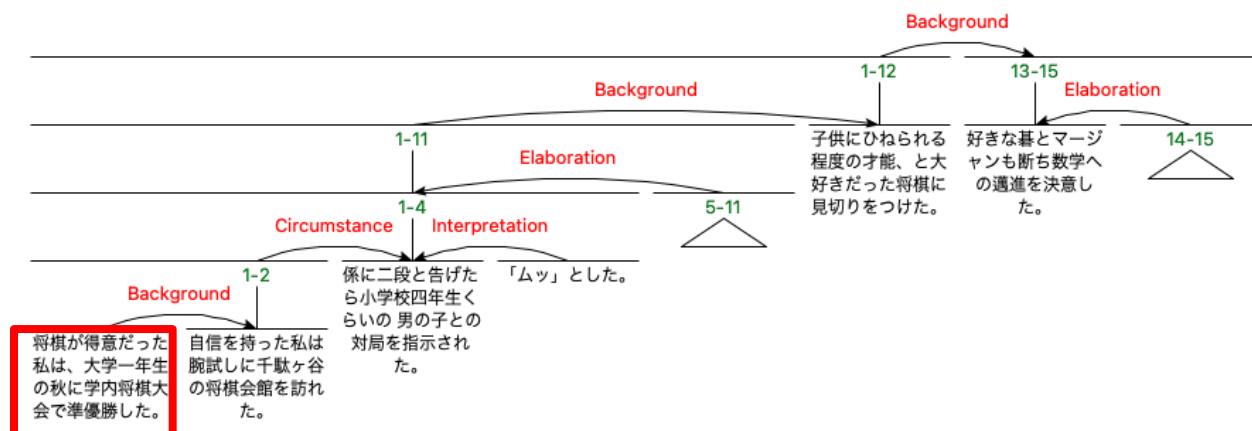 Background
1-12
13-15
Background
Elaboration
1-11
子供にひねられる
程度の才能、と大
好きだった将棋に
見切りをつけた。
好きな碁とマージ
ャンも断ち数学へ
の邁進を決意し
た。
14-15
Elaboration
1-4
5-11
Circumstance
Interpretation
1-2
係に二段と告げた
ら小学校四年生く
らいの 男の子との
対局を指示され
た。
「ムッ」とした。
Background
将棋が得意だった
私は、大学一年生
の秋に学内将棋大
会で準優勝した。
自信を持った私は
腕試しに千駄ヶ谷
の将棋会館を訪れ
た。